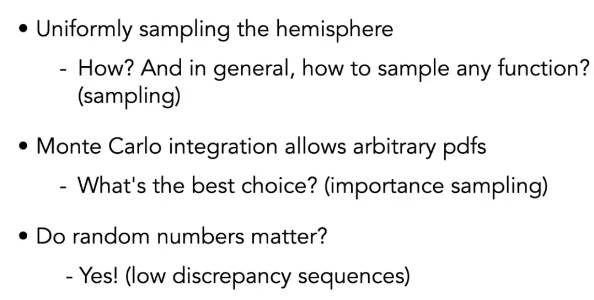 • Uniformly sampling the hemisphere
- How? And in general, how to sample any function?
(sampling)
• Monte Carlo integration allows arbitrary pdfs
- What's the best choice? (importance sampling)
• Do random numbers matter?
- Yes! (low discrepancy sequences)